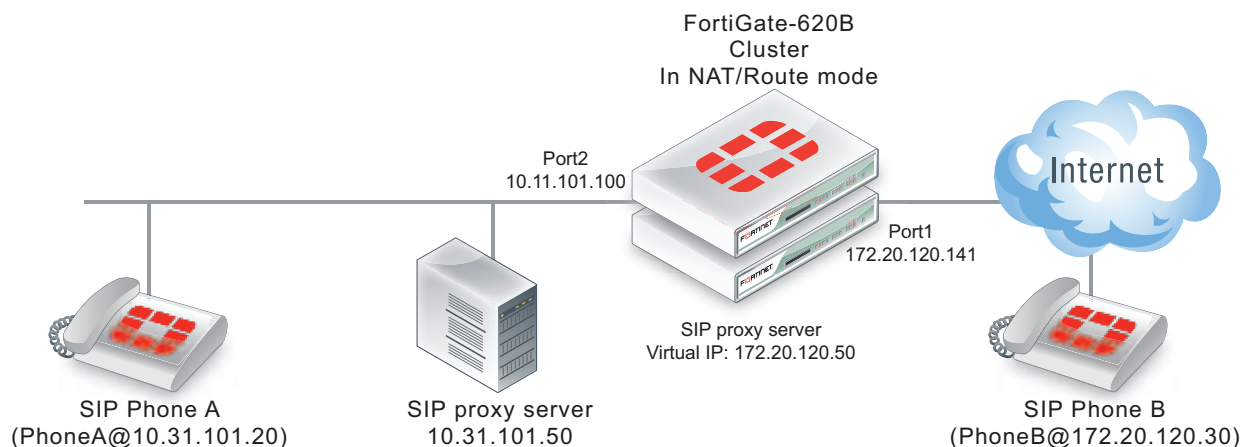 FortiGate-620B
Cluster
In NAT/Route mode
Port2
10.11.101.100
Internet
FORTINET
FORTINET
Port1
172.20.120.141
SIP proxy server
Virtual IP: 172.20.120.50
SIP Phone A
(PhoneA@10.31.101.20)
SIP proxy server
10.31.101.50
SIP Phone B
(PhoneB@172.20.120.30)